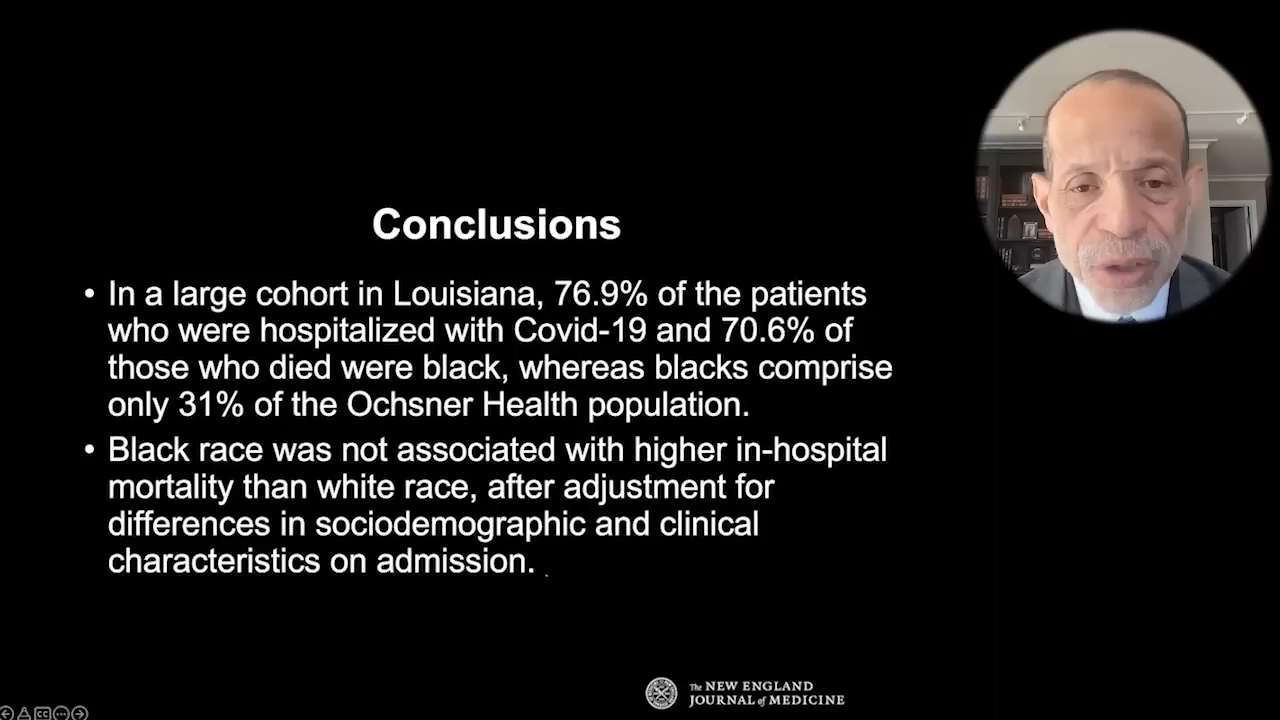 Conclusions
• In a large cohort in Louisiana, 76.9% of the patients
who were hospitalized with Covid-19 and 70.6% of
those who died were black, whereas blacks comprise
only 31% of the Ochsner Health population.
• Black race was not associated with higher in-hospital
mortality than white race, after adjustment for
differences in sociodemographic and clinical
characteristics on admission.
The NEW ENGLAND
JOURNAL of MEDICINE